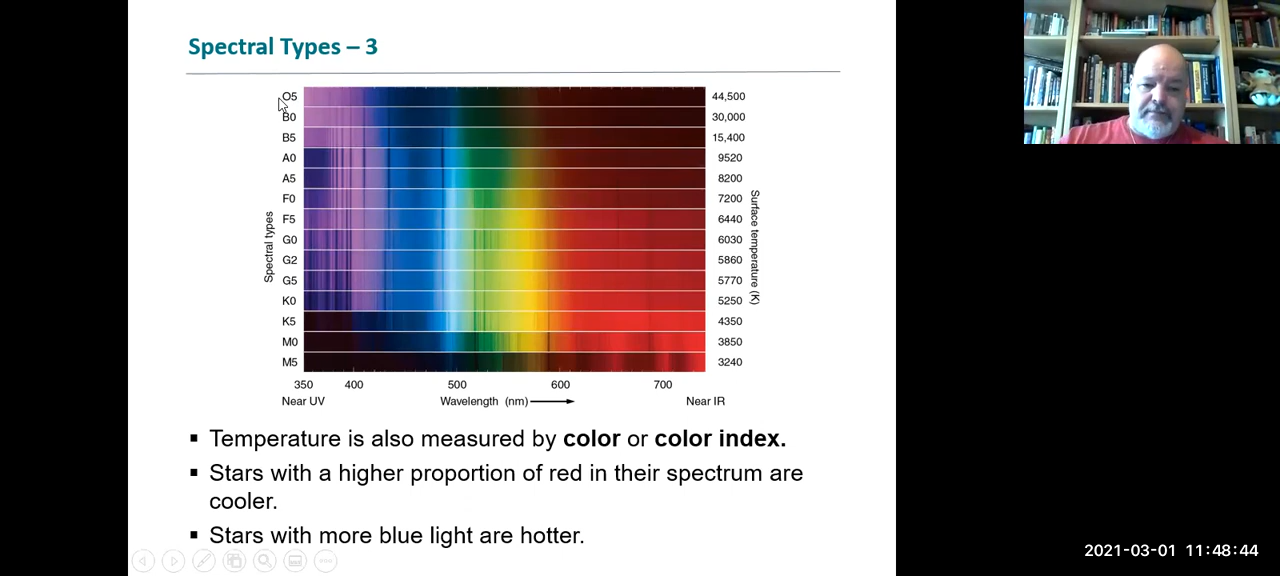 Spectral Types – 3
O5 44,500
B0 30,000
B5 15,400
A0 9520
A5 8200
F0 7200
F5 6440
G0 6030
G2 5860
G5 5770
K0 5250
K5 4350
M0 3850
M5 3240
Spectral types
Surface temperature (K)
350 400 500 600 700
Near UV Wavelength (nm) Near IR
▪ Temperature is also measured by color or color index.
▪ Stars with a higher proportion of red in their spectrum are
cooler.
▪ Stars with more blue light are hotter.
2021-03-01 11:48:44